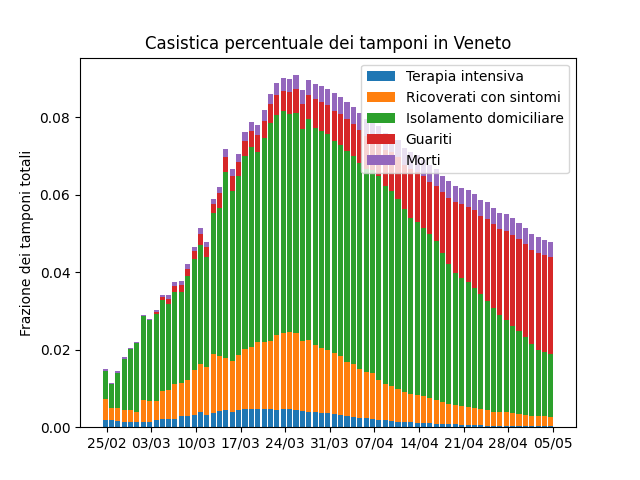 Casistica percentuale dei tamponi in Veneto
Terapia intensiva
Ricoverati con sintomi
Isolamento domiciliare
Guariti
Morti
Frazione dei tamponi totali
0.08
0.06
0.04
0.02
0.00
25/02 03/03 10/03 17/03 24/03 31/03 07/04 14/04 21/04 28/04 05/05